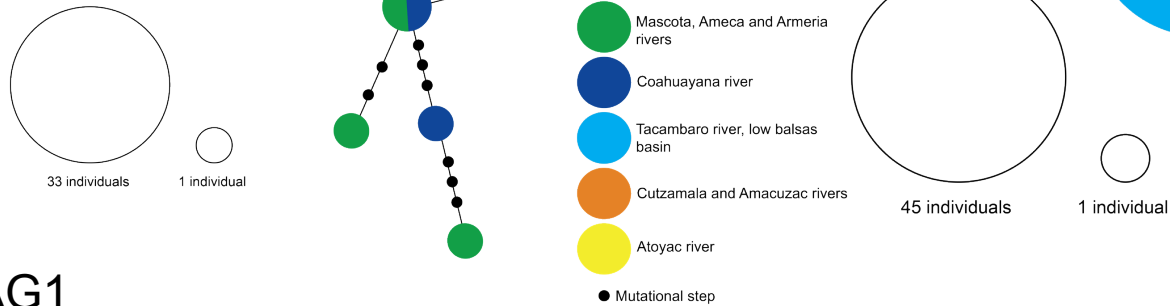 Mascota, Ameca and Armeria
rivers
Coahuayana river
Tacambaro river, low balsas
basin
Cutzamala and Amacuzac rivers
Atoyac river
Mutational step
33 individuals
1 individual
45 individuals
1 individual